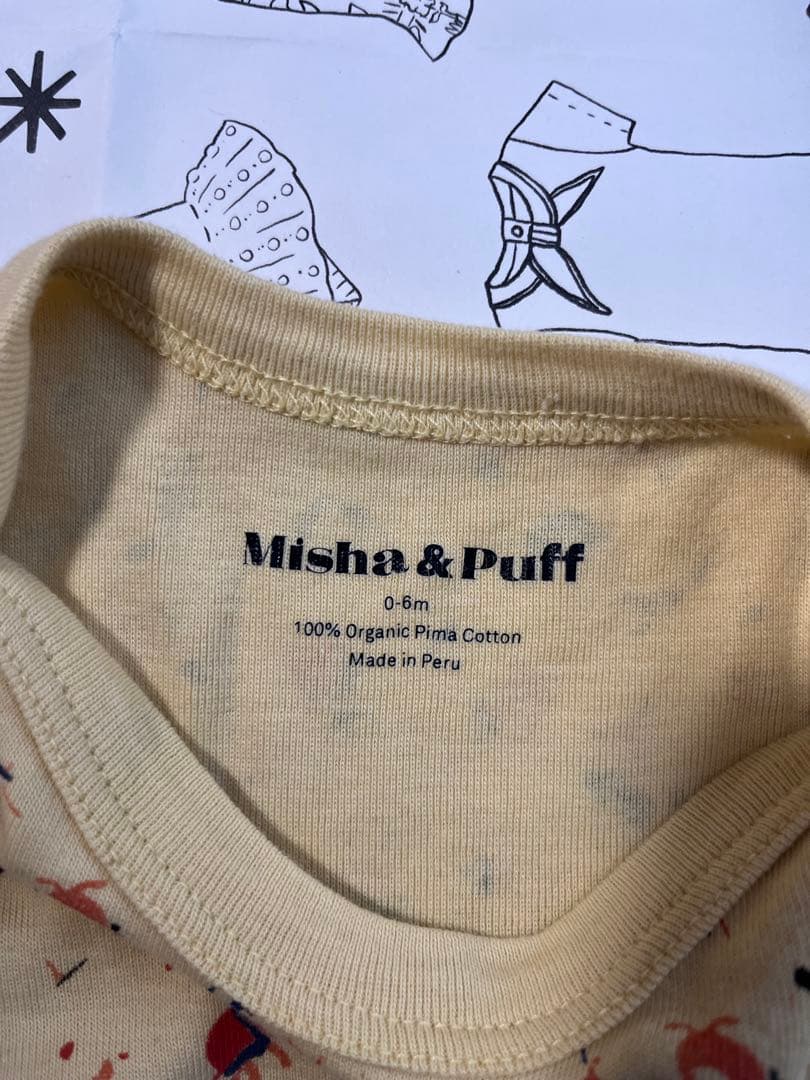 Misha & Puff
0-6m
100% Organic Pima Cotton
Made in Peru